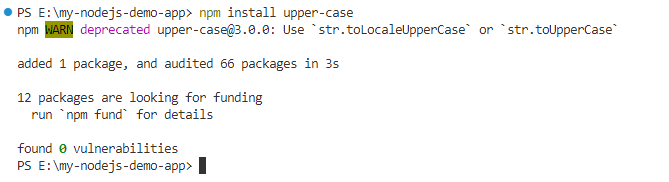 PS E:\my-nodejs-demo-app> npm install upper-case
npm WARN deprecated upper-case@3.0.0: Use `str.toLocaleUpperCase` or `str.toUpperCase`
added 1 package, and audited 66 packages in 3s
12 packages are looking for funding
run `npm fund` for details
found 0 vulnerabilities
PS E:\my-nodejs-demo-app>